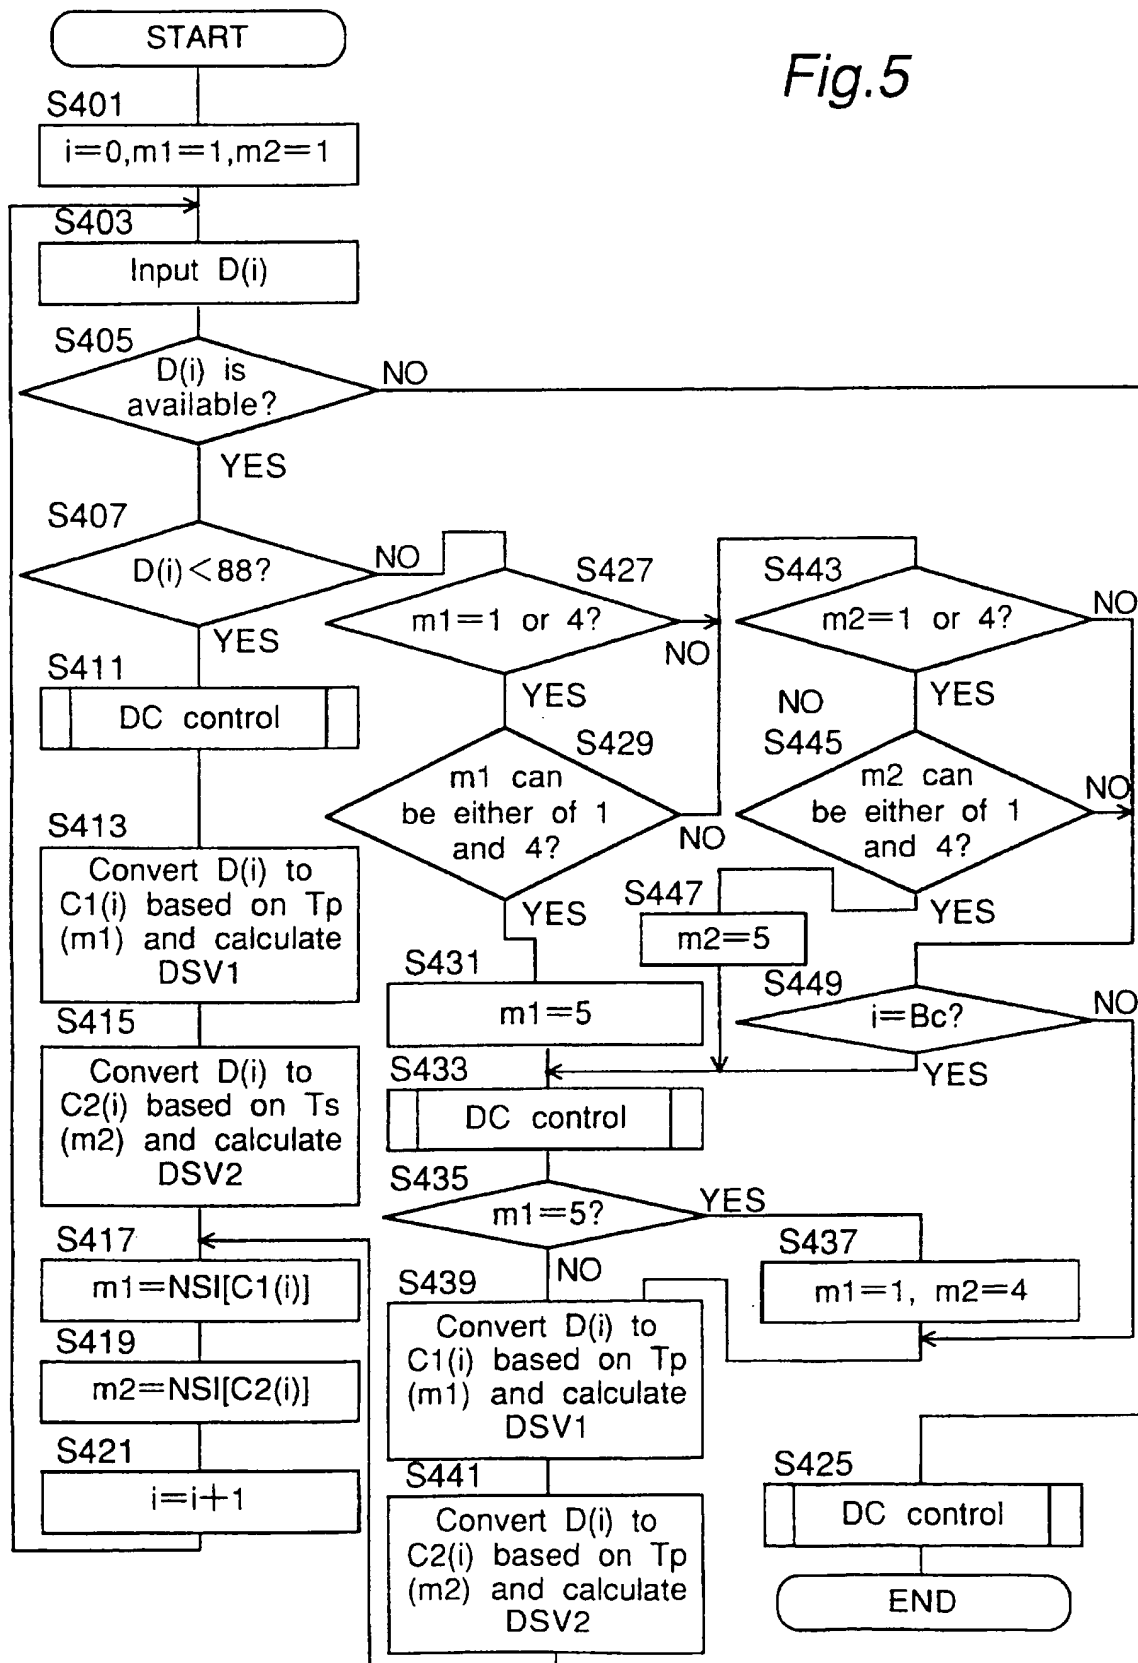 START
Fig.5
S401
i=0,m1=1,m2=1
S403
Input D(i)
S405
D(i) is
available?
NO
YES
S407
D(i)<88?
NO
YES
S411
DC control
S413
Convert D(i) to
C1(i) based on Tp
(m1) and calculate
DSV1
S415
Convert D(i) to
C2(i) based on Ts
(m2) and calculate
DSV2
S417
m1=NSI[C1(i)]
S419
m2=NSI[C2(i)]
S421
i=i+1
S427
m1=1 or 4?
NO
YES
S429
m1 can
be either of 1
and 4?
NO
YES
S431
m1=5
S433
DC control
S435
m1=5?
YES
NO
S437
m1=1, m2=4
S439
Convert D(i) to
C1(i) based on Tp
(m1) and calculate
DSV1
S441
Convert D(i) to
C2(i) based on Tp
(m2) and calculate
DSV2
S443
m2=1 or 4?
NO
YES
NO
S445
m2 can
be either of 1
and 4?
NO
YES
S447
m2=5
S449
i=Bc?
NO
YES
S425
DC control
END